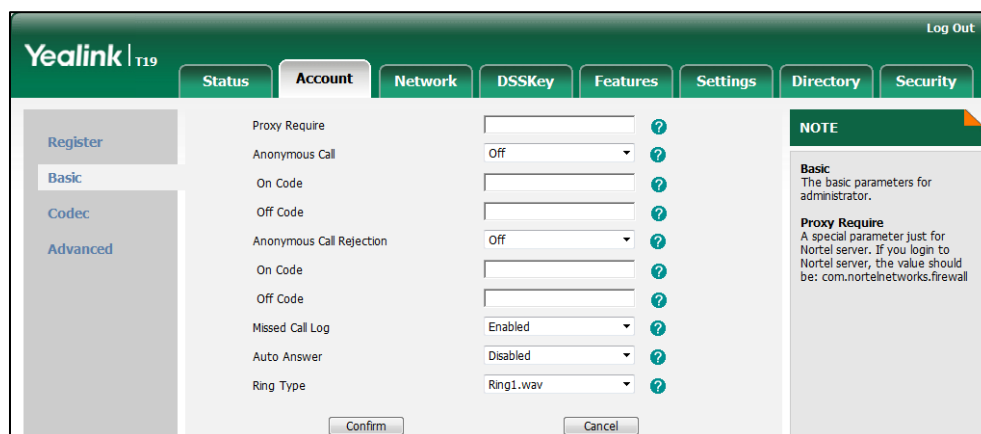 Log Out
Yealink T19
Status Account Network DSSKey Features Settings Directory Security
Register
Basic
Codec
Advanced
Proxy Require ?
Anonymous Call Off ?
On Code ?
Off Code ?
Anonymous Call Rejection Off ?
On Code ?
Off Code ?
Missed Call Log Enabled ?
Auto Answer Disabled ?
Ring Type Ring1.wav ?
Confirm Cancel
NOTE
Basic
The basic parameters for
administrator.
Proxy Require
A special parameter just for
Nortel server. If you login to
Nortel server, the value should
be: com.nortelnetworks.firewall